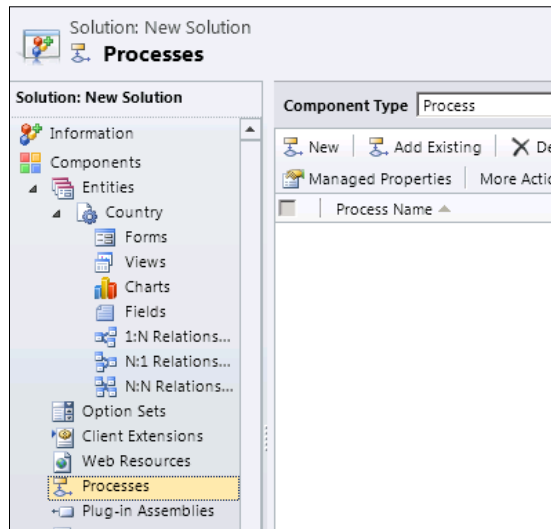 Solution: New Solution
Processes
Solution: New Solution
Information
Components
Entities
Country
Forms
Views
Charts
Fields
1:N Relations...
N:1 Relations...
N:N Relations...
Option Sets
Client Extensions
Web Resources
Processes
Plug-in Assemblies
Component Type Process
New Add Existing De
Managed Properties More Actio
Process Name